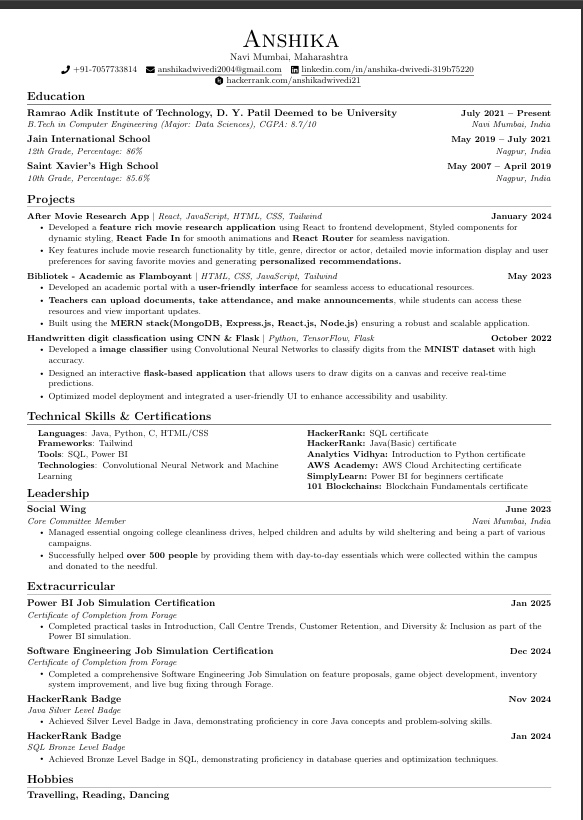 ANSHIKA
Navi Mumbai, Maharashtra
+91-7057733814 anshikadwivedi2004@gmail.com linkedin.com/in/anshika-dwivedi-319b75220
hackerrank.com/anshikadwivedi21
Education
Ramrao Adik Institute of Technology, D. Y. Patil Deemed to be University July 2021 – Present
B.Tech in Computer Engineering (Major: Data Sciences), CGPA: 8.7/10 Navi Mumbai, India
Jain International School May 2019 – July 2021
12th Grade, Percentage: 86% Nagpur, India
Saint Xavier's High School May 2007 – April 2019
10th Grade, Percentage: 85.6% Nagpur, India
Projects
After Movie Research App | React, JavaScript, HTML, CSS, Tailwind January 2024
• Developed a feature rich movie research application using React to frontend development, Styled components for
dynamic styling, React Fade In for smooth animations and React Router for seamless navigation.
• Key features include movie research functionality by title, genre, director or actor, detailed movie information display and user
preferences for saving favorite movies and generating personalized recommendations.
Bibliotek - Academic as Flamboyant | HTML, CSS, JavaScript, Tailwind May 2023
• Developed an academic portal with a user-friendly interface for seamless access to educational resources.
• Teachers can upload documents, take attendance, and make announcements, while students can access these
resources and view important updates.
• Built using the MERN stack(MongoDB, Express.js, React.js, Node.js) ensuring a robust and scalable application.
Handwritten digit classfication using CNN & Flask | Python, TensorFlow, Flask October 2022
• Developed a image classifier using Convolutional Neural Networks to classify digits from the MNIST dataset with high
accuracy.
• Designed an interactive flask-based application that allows users to draw digits on a canvas and receive real-time
predictions.
• Optimized model deployment and integrated a user-friendly UI to enhance accessibility and usability.
Technical Skills & Certifications
Languages: Java, Python, C, HTML/CSS
Frameworks: Tailwind
Tools: SQL, Power BI
Technologies: Convolutional Neural Network and Machine
Learning
HackerRank: SQL certificate
HackerRank: Java(Basic) certificate
Analytics Vidhya: Introduction to Python certificate
AWS Academy: AWS Cloud Architecting certificate
SimplyLearn: Power BI for beginners certificate
101 Blockchains: Blockchain Fundamentals certificate
Leadership
Social Wing June 2023
Core Committee Member Navi Mumbai, India
• Managed essential ongoing college cleanliness drives, helped children and adults by wild sheltering and being a part of various
campaigns.
• Successfully helped over 500 people by providing them with day-to-day essentials which were collected within the campus
and donated to the needful.
Extracurricular
Power BI Job Simulation Certification Jan 2025
Certificate of Completion from Forage
• Completed practical tasks in Introduction, Call Centre Trends, Customer Retention, and Diversity & Inclusion as part of the
Power BI simulation.
Software Engineering Job Simulation Certification Dec 2024
Certificate of Completion from Forage
• Completed a comprehensive Software Engineering Job Simulation on feature proposals, game object development, inventory
system improvement, and live bug fixing through Forage.
HackerRank Badge Nov 2024
Java Silver Level Badge
• Achieved Silver Level Badge in Java, demonstrating proficiency in core Java concepts and problem-solving skills.
HackerRank Badge Jan 2024
SQL Bronze Level Badge
• Achieved Bronze Level Badge in SQL, demonstrating proficiency in database queries and optimization techniques.
Hobbies
Travelling, Reading, Dancing